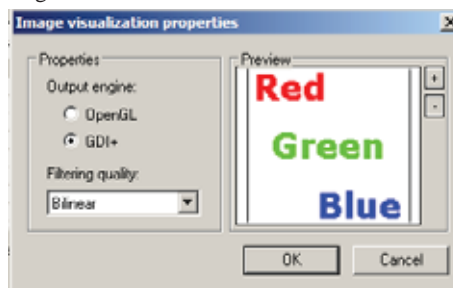 Image visualization properties
Properties
Output engine:
OpenGL
GDI+
Filtering quality:
Bilinear
Preview
+
-
Red
Green
Blue
OK
Cancel